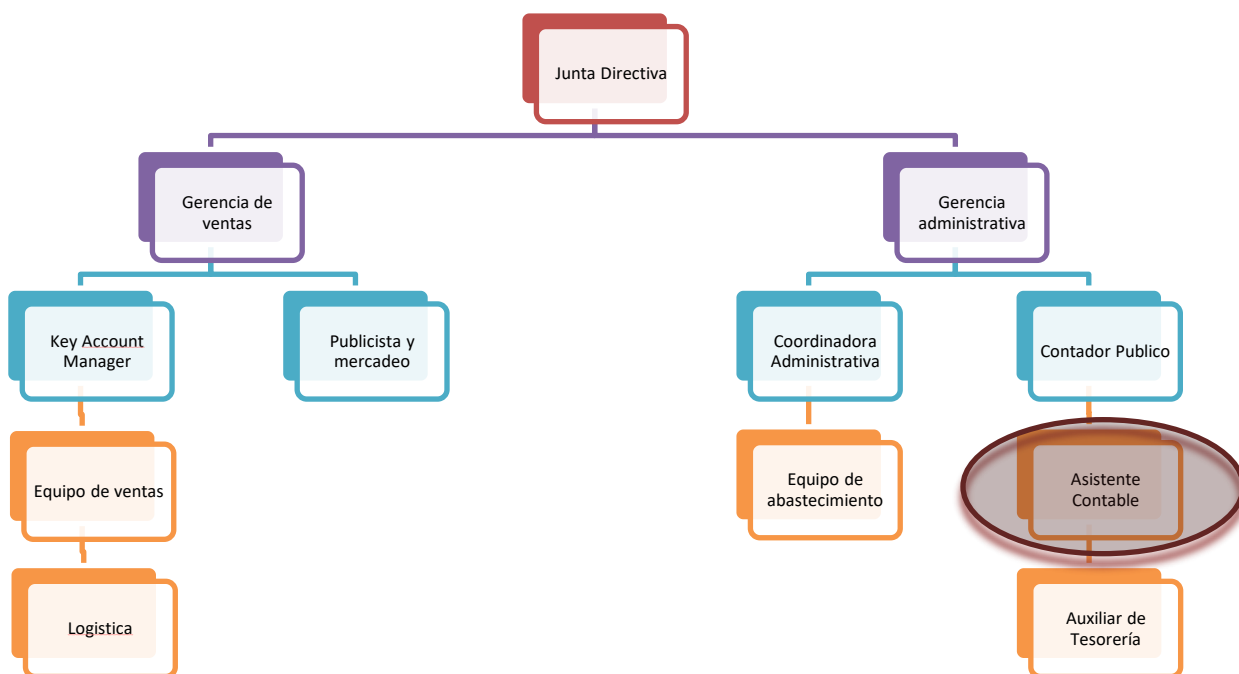 Junta Directiva
Gerencia de
ventas
Gerencia
administrativa
Key Account
Manager
Publicista y
mercadeo
Coordinadora
Administrativa
Contador Publico
Equipo de ventas
Equipo de
abastecimiento
Asistente
Contable
Logistica
Auxiliar de
Tesorería